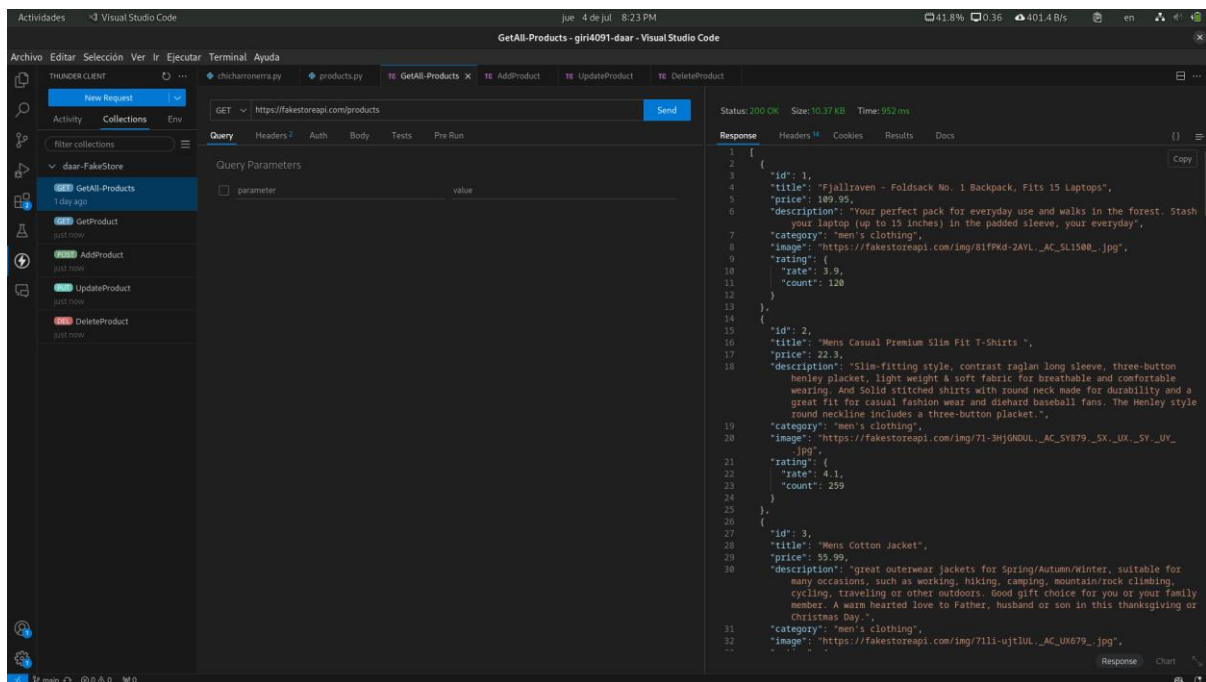 Actividades Visual Studio Code jue 4 de jul 8:23 PM 41.8% 0.36 401.4 B/s en
GetAll-Products - giri4091-daar - Visual Studio Code
Archivo Editar Selección Ver Ir Ejecutar Terminal Ayuda
THUNDER CLIENT
chicharronerra.py products.py TC GetAll-Products TC AddProduct TC UpdateProduct TC DeleteProduct
New Request
Activity Collections Env
filter collections
daar-FakeStore
GET GetAll-Products
1 day ago
GET GetProduct
just now
POST AddProduct
just now
PUT UpdateProduct
just now
DEL DeleteProduct
just now
GET https://fakestoreapi.com/products Send
Query Headers 2 Auth Body Tests Pre Run
Query Parameters
parameter value
Status: 200 OK Size: 10.37 KB Time: 952 ms
Response Headers 14 Cookies Results Docs {}
Copy
1 [
2 {
3 "id": 1,
4 "title": "Fjallraven - Foldsack No. 1 Backpack, Fits 15 Laptops",
5 "price": 109.95,
6 "description": "Your perfect pack for everyday use and walks in the forest. Stash
your laptop (up to 15 inches) in the padded sleeve, your everyday",
7 "category": "men's clothing",
8 "image": "https://fakestoreapi.com/img/81fPKd-2AYL._AC_SL1500_.jpg",
9 "rating": {
10 "rate": 3.9,
11 "count": 120
12 }
13 },
14 {
15 "id": 2,
16 "title": "Mens Casual Premium Slim Fit T-Shirts ",
17 "price": 22.3,
18 "description": "Slim-fitting style, contrast raglan long sleeve, three-button
henley placket, light weight & soft fabric for breathable and comfortable
wearing. And Solid stitched shirts with round neck made for durability and a
great fit for casual fashion wear and diehard baseball fans. The Henley style
round neckline includes a three-button placket.",
19 "category": "men's clothing",
20 "image": "https://fakestoreapi.com/img/71-3HjGNDUL._AC_SY879._SX._UX._SY._UY_
.jpg",
21 "rating": {
22 "rate": 4.1,
23 "count": 259
24 }
25 },
26 {
27 "id": 3,
28 "title": "Mens Cotton Jacket",
29 "price": 55.99,
30 "description": "great outerwear jackets for Spring/Autumn/Winter, suitable for
many occasions, such as working, hiking, camping, mountain/rock climbing,
cycling, traveling or other outdoors. Good gift choice for you or your family
member. A warm hearted love to Father, husband or son in this thanksgiving or
Christmas Day.",
31 "category": "men's clothing",
32 "image": "https://fakestoreapi.com/img/71li-ujtlUL._AC_UX679_.jpg",
Response Chart
main 0 0 0